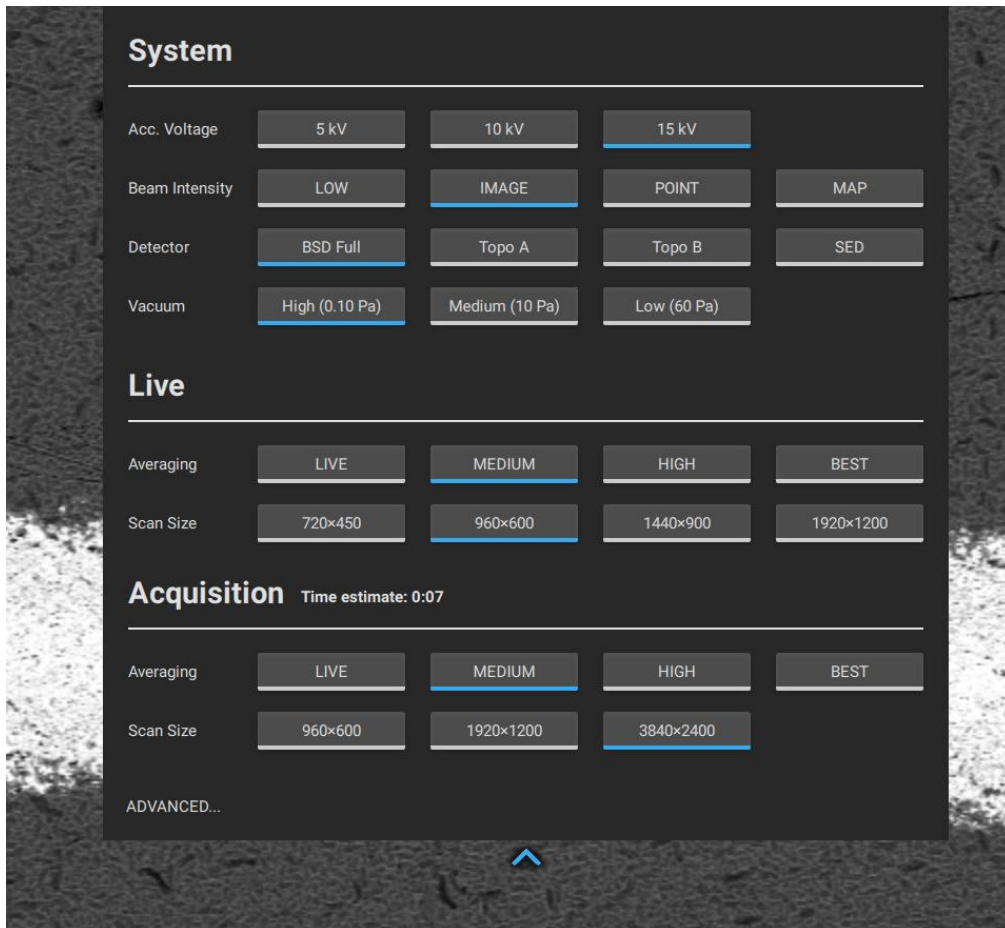 System
Acc. Voltage 5 kV 10 kV 15 kV
Beam Intensity LOW IMAGE POINT MAP
Detector BSD Full Topo A Topo B SED
Vacuum High (0.10 Pa) Medium (10 Pa) Low (60 Pa)
Live
Averaging LIVE MEDIUM HIGH BEST
Scan Size 720×450 960×600 1440×900 1920×1200
Acquisition Time estimate: 0:07
Averaging LIVE MEDIUM HIGH BEST
Scan Size 960×600 1920×1200 3840×2400
ADVANCED...